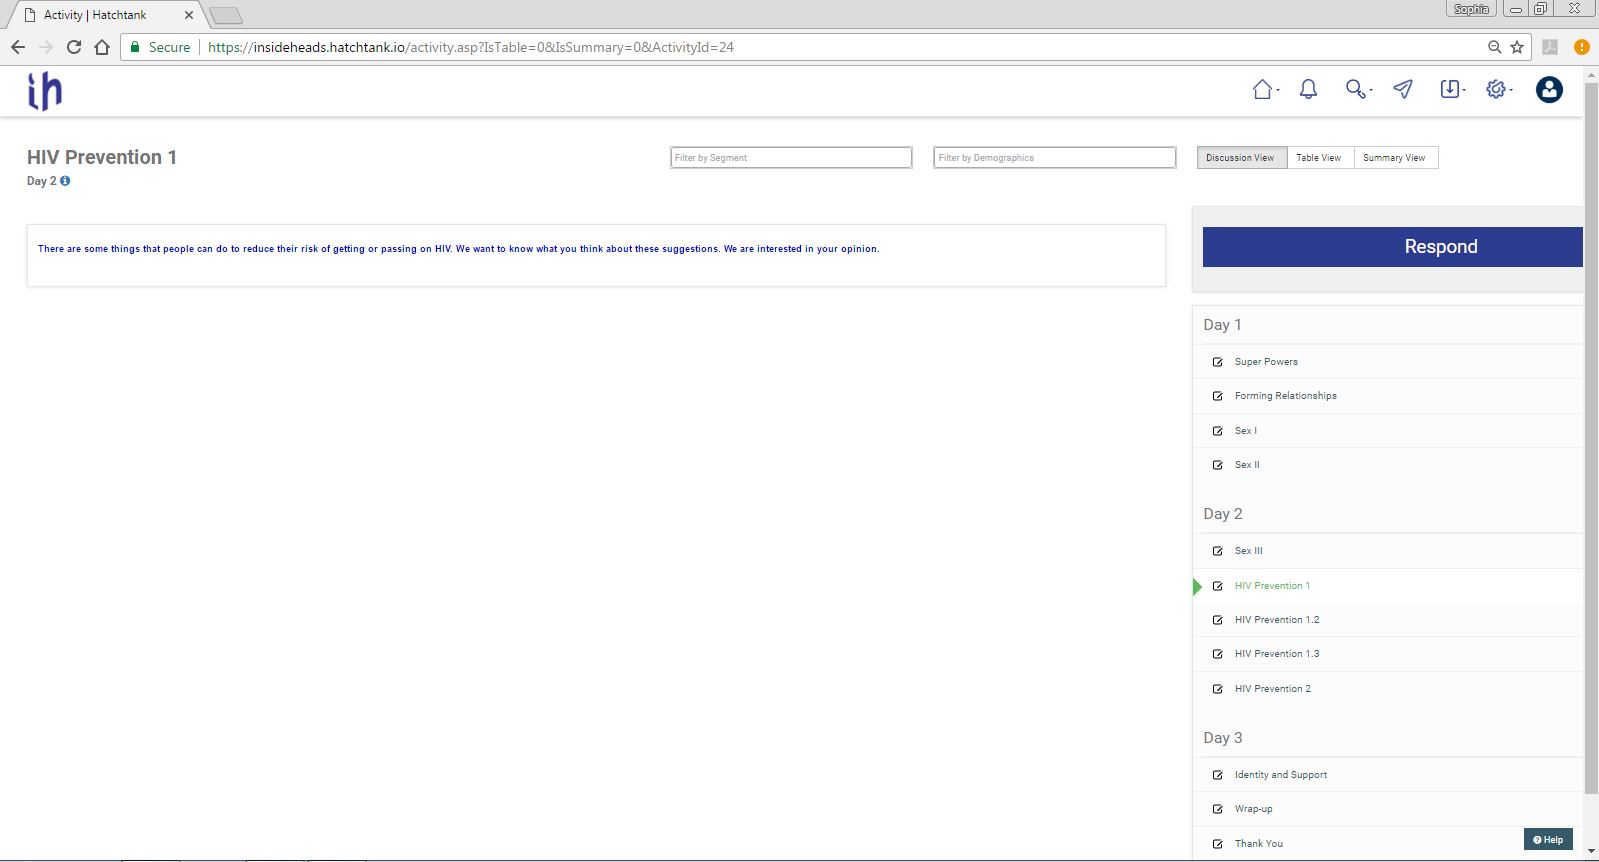 Activity | Hatchtank
Sophia
Secure
https://insideheads.hatchtank.io/activity.asp?IsTable=0&IsSummary=0&ActivityId=24
ih
HIV Prevention 1
Day 2
Filter by Segment
Filter by Demographics
Discussion View
Table View
Summary View
There are some things that people can do to reduce their risk of getting or passing on HIV. We want to know what you think about these suggestions. We are interested in your opinion.
Respond
Day 1
Super Powers
Forming Relationships
Sex I
Sex II
Day 2
Sex III
HIV Prevention 1
HIV Prevention 1.2
HIV Prevention 1.3
HIV Prevention 2
Day 3
Identity and Support
Wrap-up
Thank You
Help